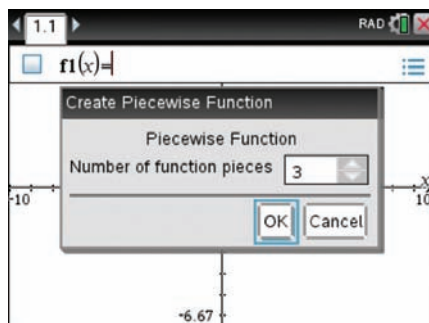 1.1 RAD
f1(x)=
Create Piecewise Function
Piecewise Function
Number of function pieces 3
x
-10 10
OK Cancel
-6.67